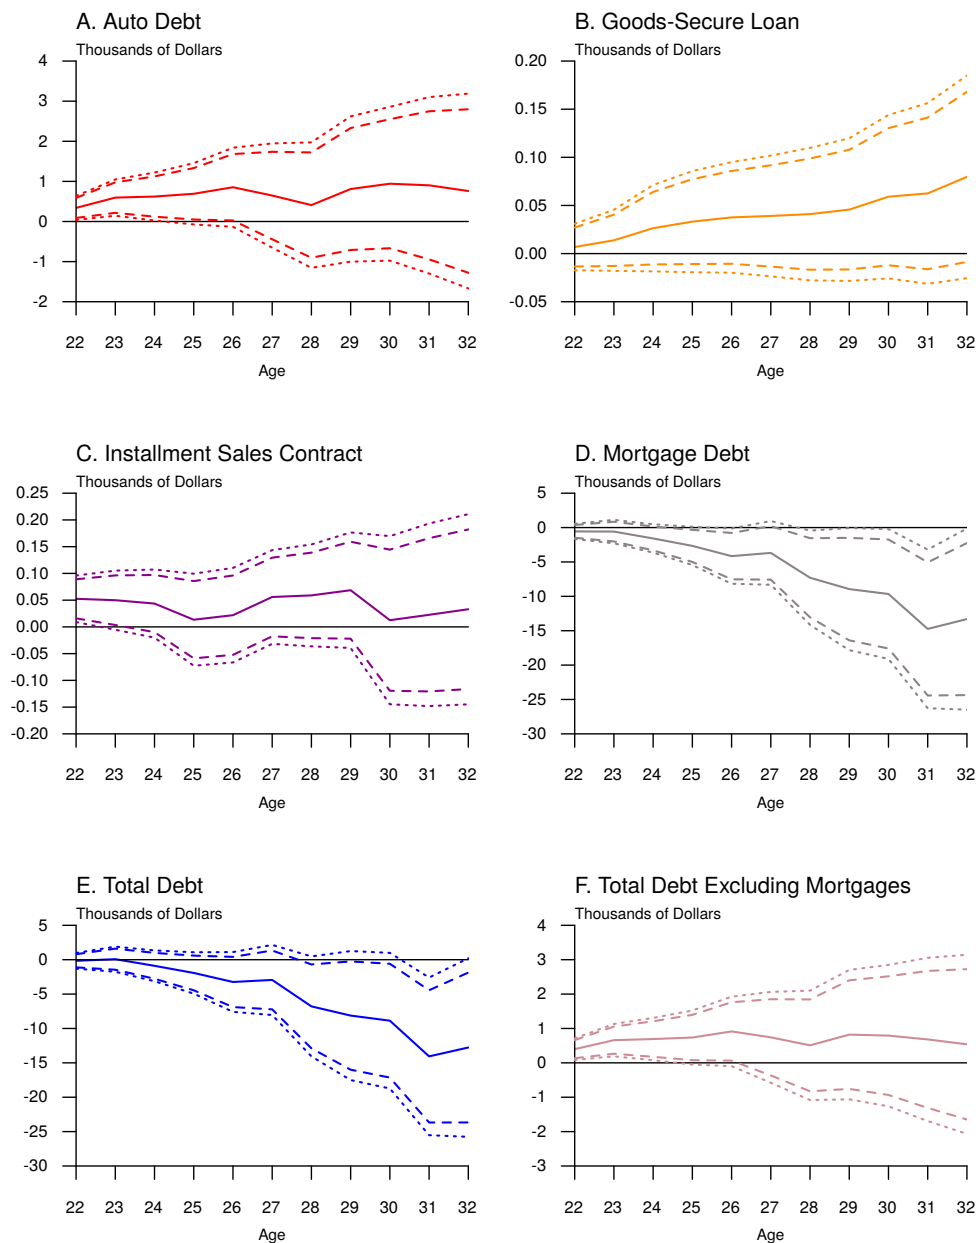 A. Auto Debt
Thousands of Dollars
4
3
2
1
0
-1
-2
22 23 24 25 26 27 28 29 30 31 32
Age
B. Goods-Secure Loan
Thousands of Dollars
0.20
0.15
0.10
0.05
0.00
-0.05
22 23 24 25 26 27 28 29 30 31 32
Age
C. Installment Sales Contract
Thousands of Dollars
0.25
0.20
0.15
0.10
0.05
0.00
-0.05
-0.10
-0.15
-0.20
22 23 24 25 26 27 28 29 30 31 32
Age
D. Mortgage Debt
Thousands of Dollars
5
0
-5
-10
-15
-20
-25
-30
22 23 24 25 26 27 28 29 30 31 32
Age
E. Total Debt
Thousands of Dollars
5
0
-5
-10
-15
-20
-25
-30
22 23 24 25 26 27 28 29 30 31 32
Age
F. Total Debt Excluding Mortgages
Thousands of Dollars
4
3
2
1
0
-1
-2
-3
22 23 24 25 26 27 28 29 30 31 32
Age